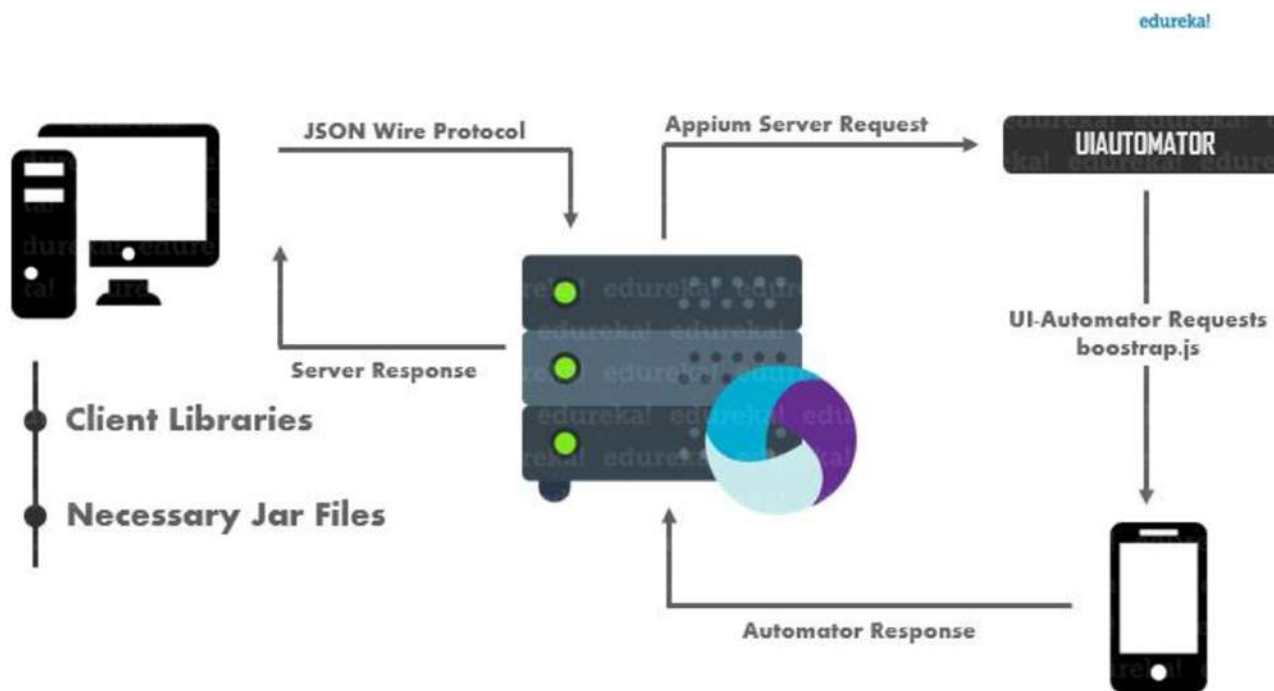 edureka!
JSON Wire Protocol
Appium Server Request
UIAUTOMATOR
UI-Automator Requests
boostrap.js
Server Response
Client Libraries
Necessary Jar Files
Automator Response